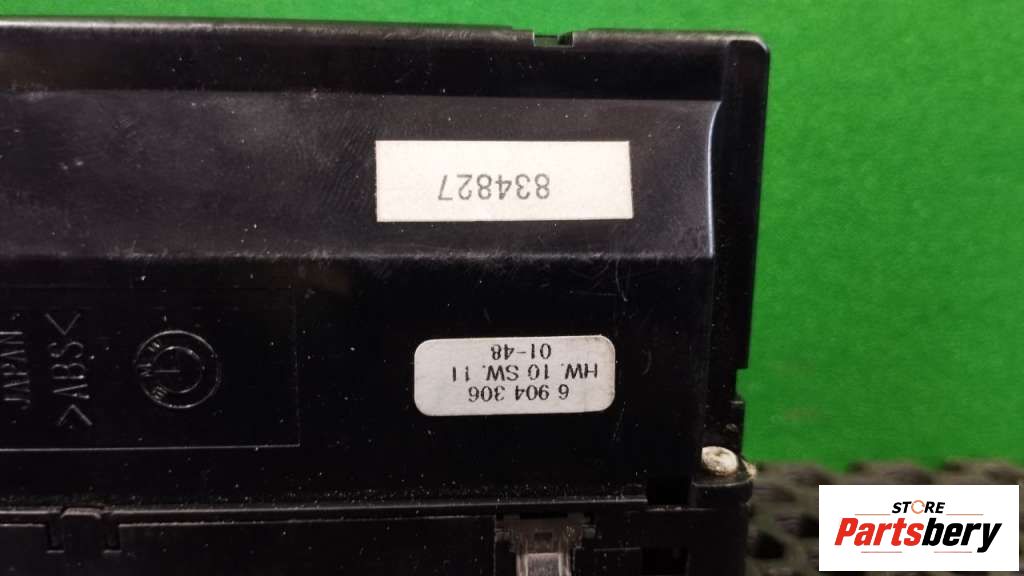 834827
6 904 306
HW. 10 SW. 11
01-48
JAPAN
>ABS<
STORE
Partsbery